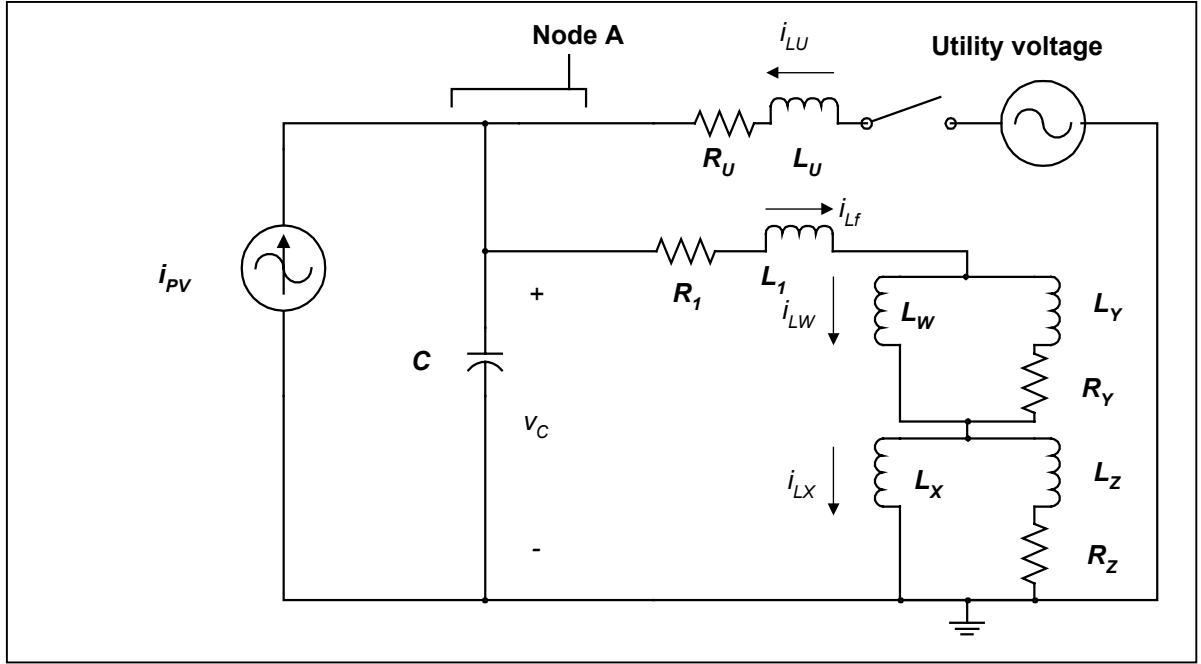 Node A
i_LU
Utility voltage
R_U
L_U
i_Lf
i_PV
R_1
L_1
+
i_LW
L_W
L_Y
C
R_Y
v_C
i_LX
L_X
L_Z
-
R_Z